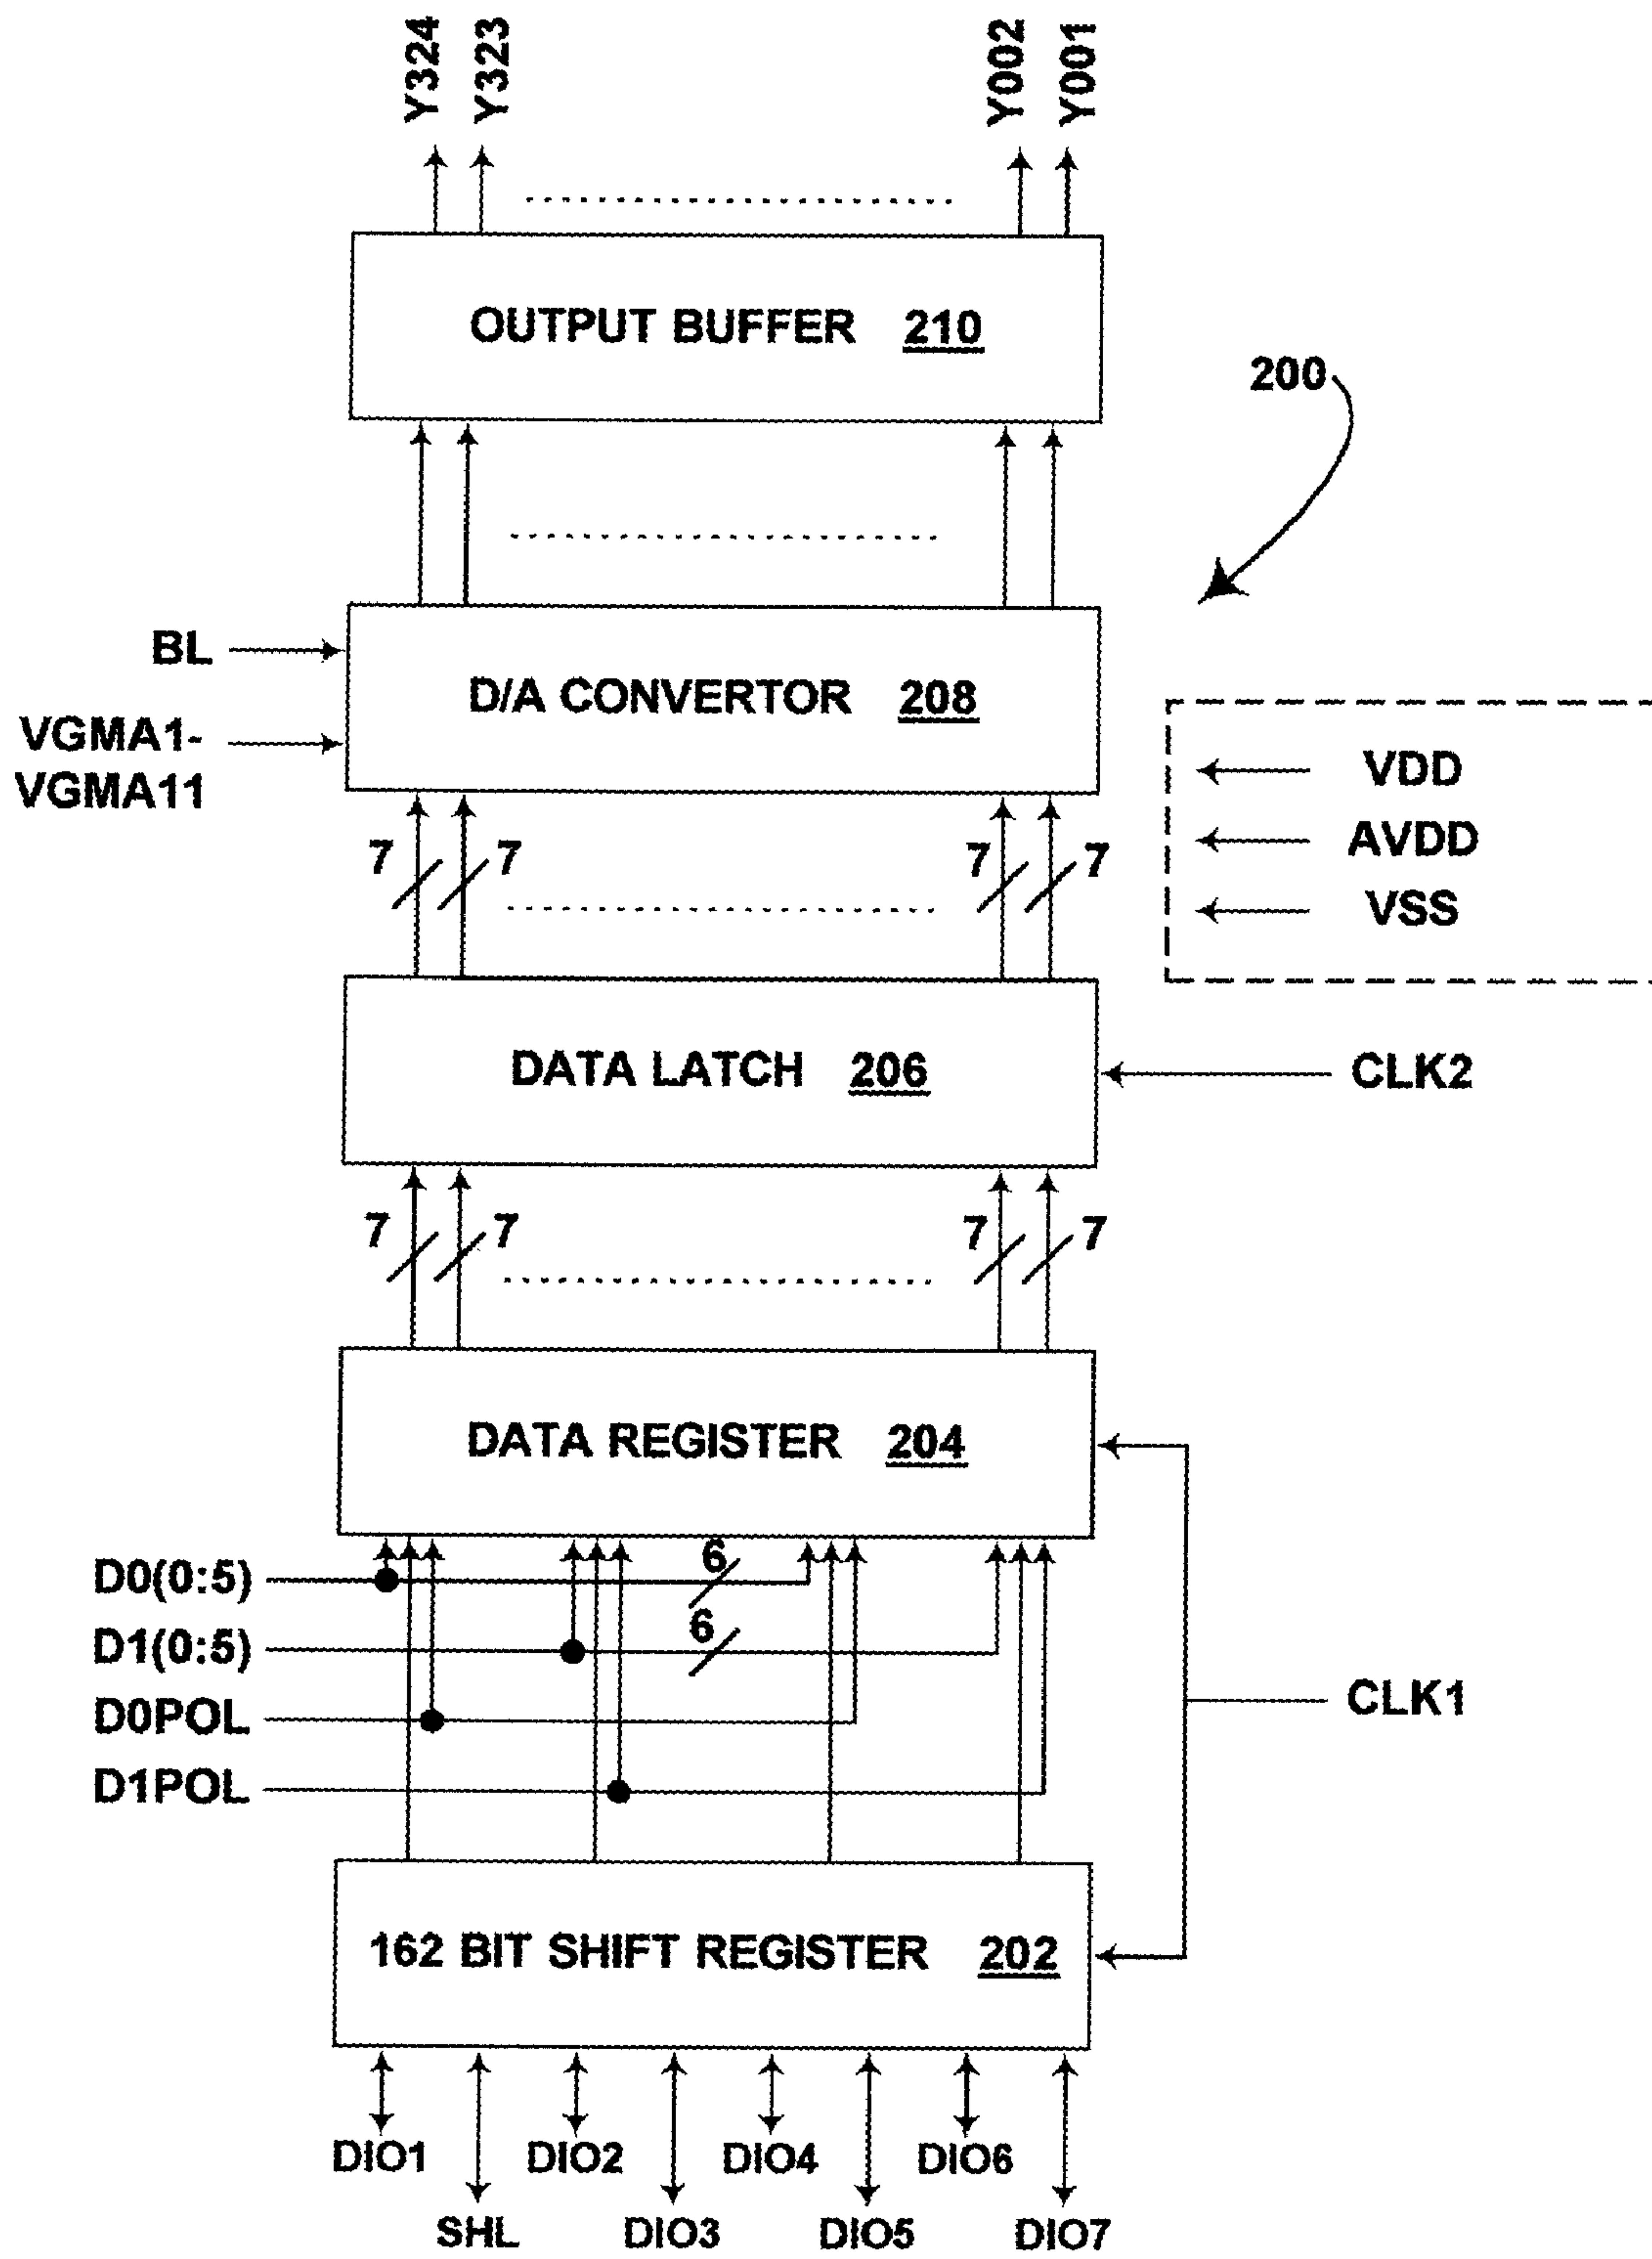 Y324
Y323
Y002
Y001
OUTPUT BUFFER 210
200
BL
D/A CONVERTOR 208
VGMA1-
VGMA11
VDD
7 7 7 7
AVDD
VSS
DATA LATCH 206
CLK2
7 7 7 7
DATA REGISTER 204
D0(0:5)
6
D1(0:5)
6
D0POL
CLK1
D1POL
162 BIT SHIFT REGISTER 202
DIO1 DIO2 DIO4 DIO6
SHL DIO3 DIO5 DIO7